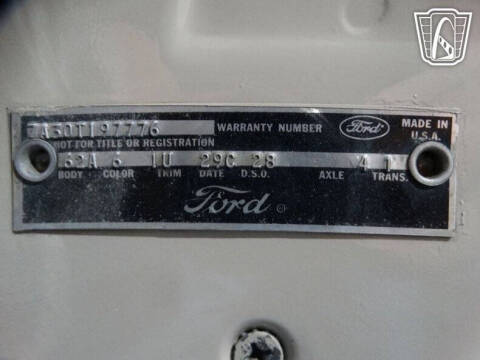 7A50T197776 WARRANTY NUMBER Ford MADE IN
NOT FOR TITLE OR REGISTRATION U.S.A.
62A 6 1U 29C 28 4 1
BODY COLOR TRIM DATE D.S.O. AXLE TRANS.
Ford